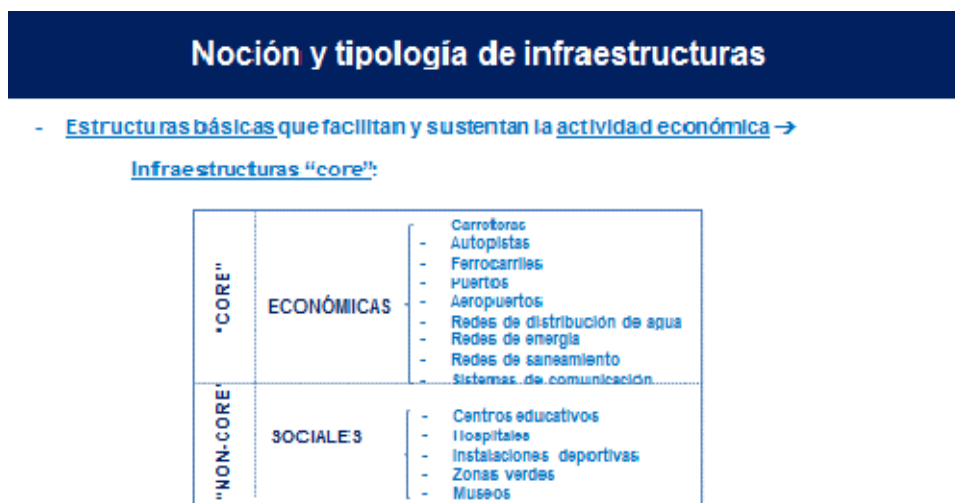 Noción y tipología de infraestructuras
- Estructuras básicas que facilitan y sustentan la actividad económica →
Infraestructuras “core”:
"CORE"
ECONÓMICAS
Carreteras
- Autopistas
- Ferrocarriles
- Puertos
- Aeropuertos
- Redes de distribución de agua
- Redes de energía
- Redes de saneamiento
- Sistemas de comunicación
"NON-CORE"
SOCIALES
- Centros educativos
- Hospitales
- Instalaciones deportivas
- Zonas verdes
- Museos